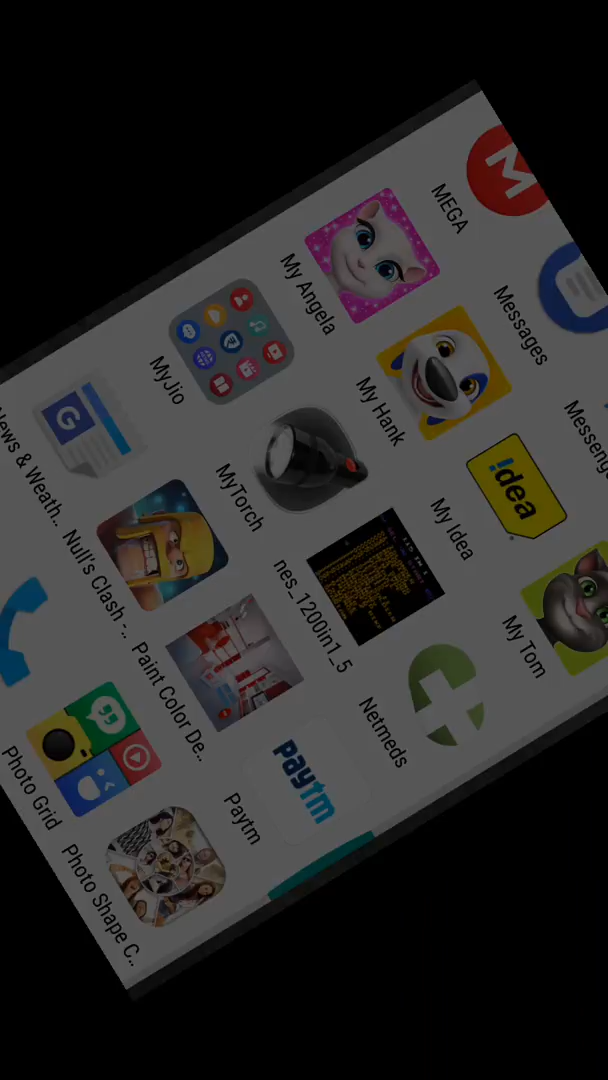 MEGA
Messages
Messeng
My Angela
My Hank
idea
My Idea
My Tom
MyJio
MyTorch
nes_1200in1_5
Netmeds
News & Weath..
Null's Clash -..
Paint Color De..
Paytm
Paytm
Photo Grid
Photo Shape C..